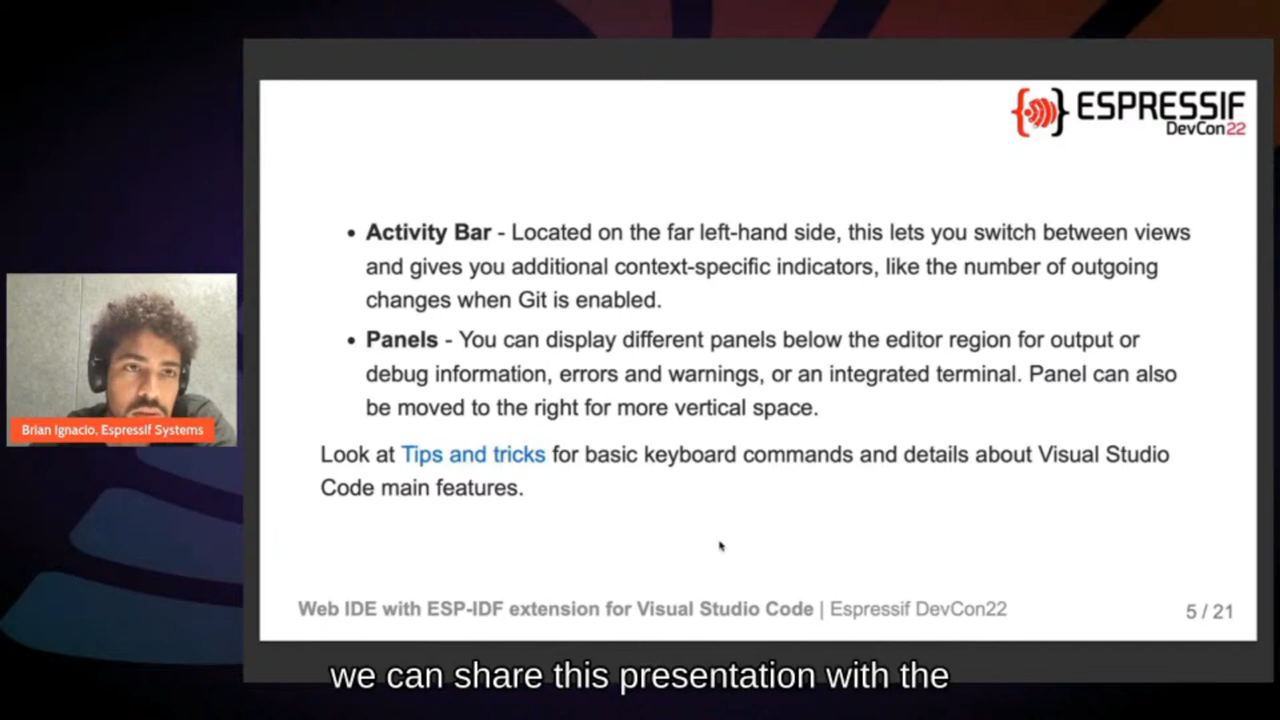 ESPRESSIF
DevCon22
• Activity Bar - Located on the far left-hand side, this lets you switch between views
and gives you additional context-specific indicators, like the number of outgoing
changes when Git is enabled.
• Panels - You can display different panels below the editor region for output or
debug information, errors and warnings, or an integrated terminal. Panel can also
be moved to the right for more vertical space.
Look at Tips and tricks for basic keyboard commands and details about Visual Studio
Code main features.
Brian Ignacio, Espressif Systems
Web IDE with ESP-IDF extension for Visual Studio Code | Espressif DevCon22
5 / 21
we can share this presentation with the